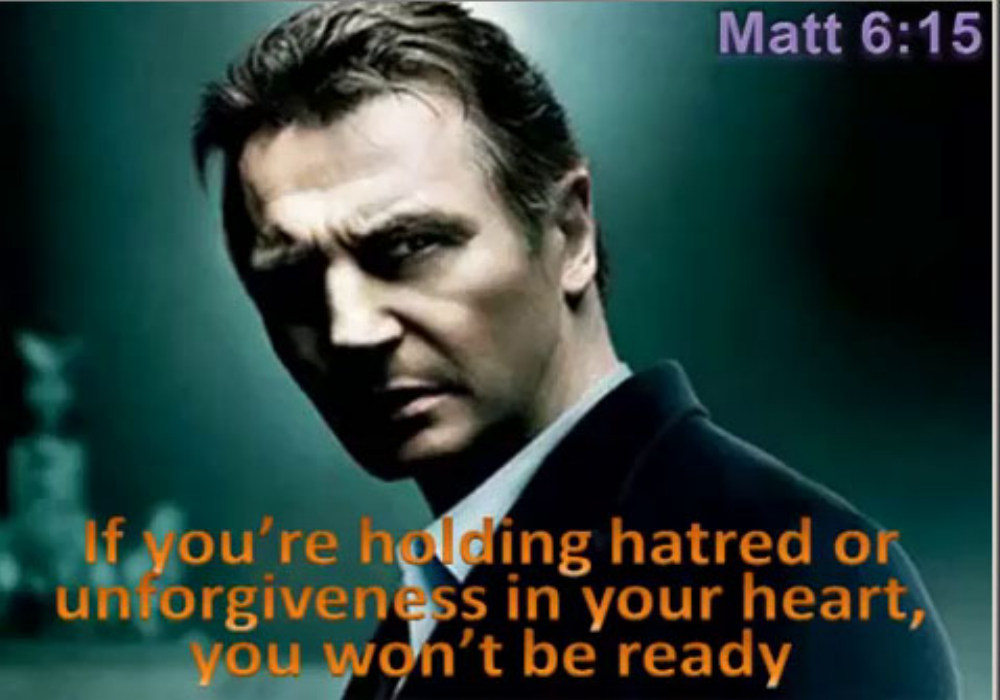 Matt 6:15
If you’re holding hatred or
unforgiveness in your heart,
you won’t be ready